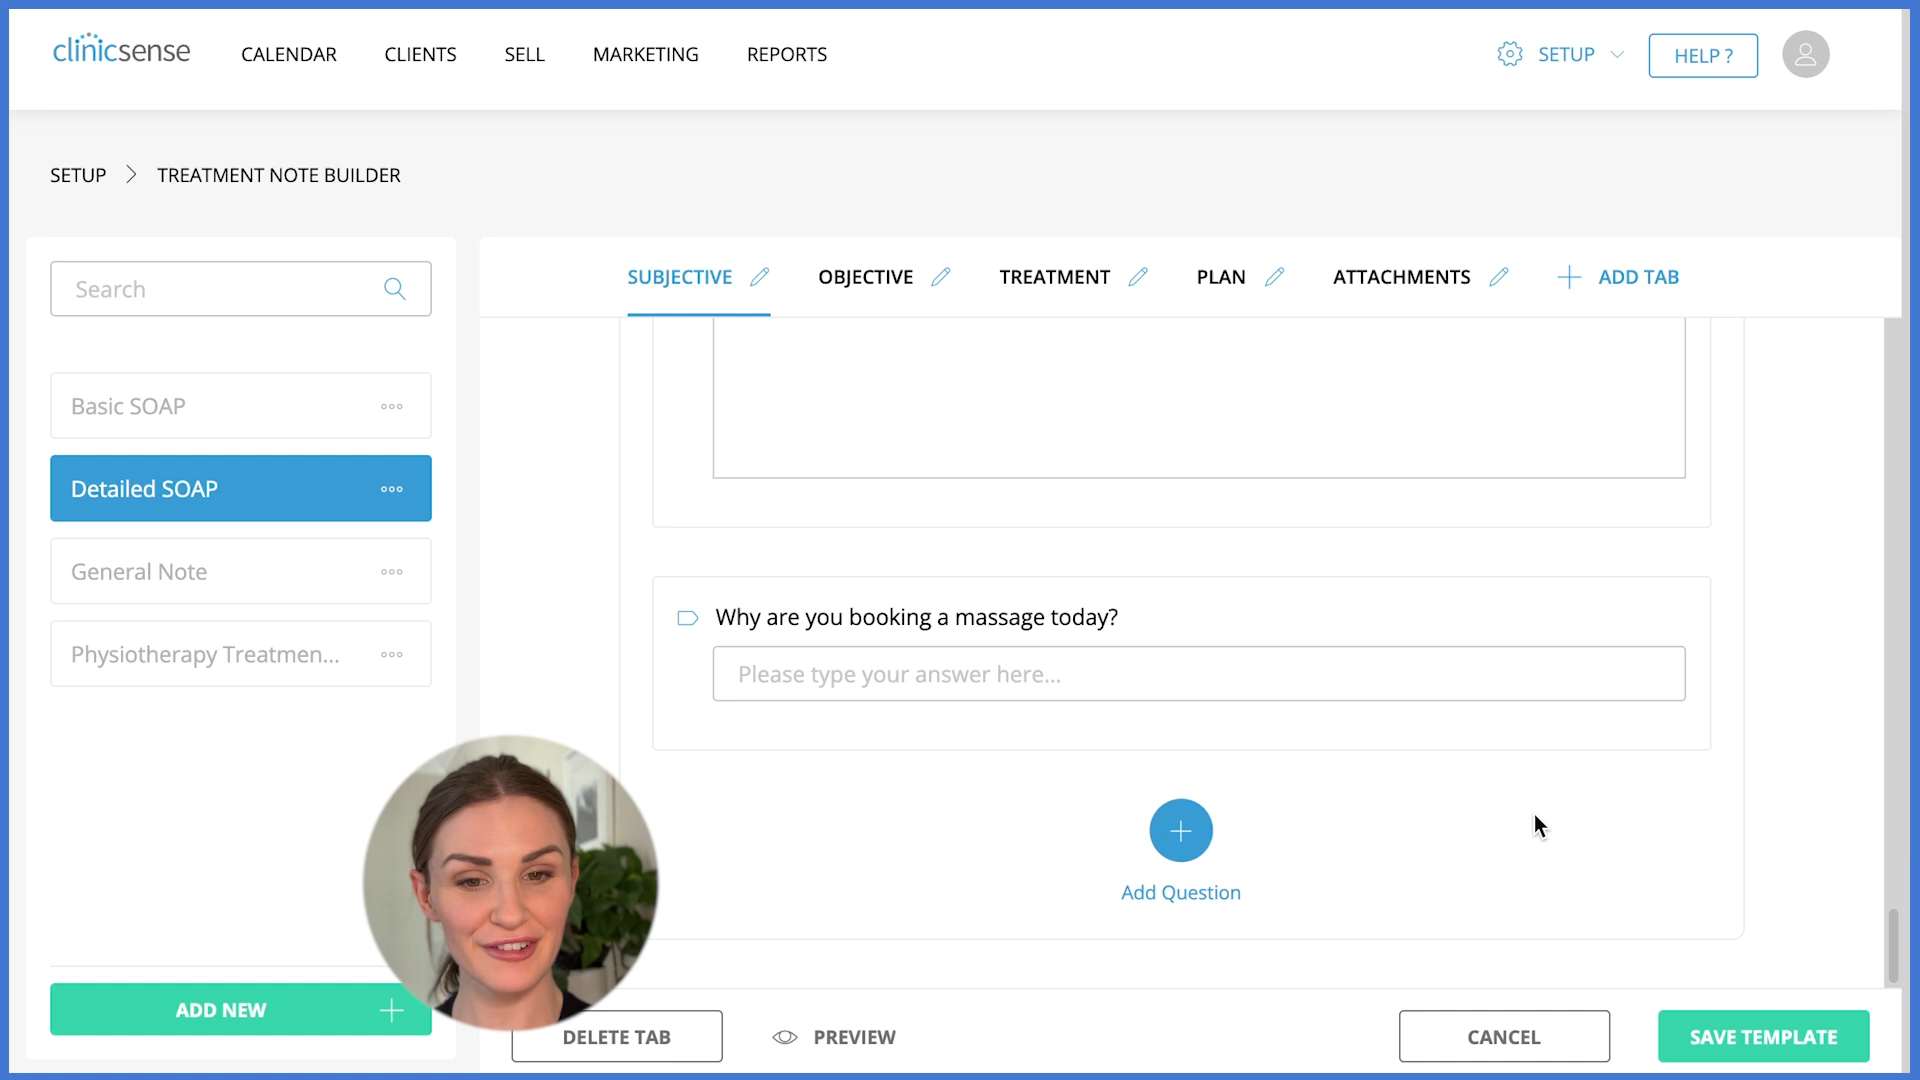 clinicsense CALENDAR CLIENTS SELL MARKETING REPORTS SETUP HELP ?
SETUP TREATMENT NOTE BUILDER
Search
Basic SOAP
Detailed SOAP
General Note
Physiotherapy Treatmen...
ADD NEW
SUBJECTIVE OBJECTIVE TREATMENT PLAN ATTACHMENTS ADD TAB
Why are you booking a massage today?
Please type your answer here...
Add Question
DELETE TAB PREVIEW CANCEL SAVE TEMPLATE